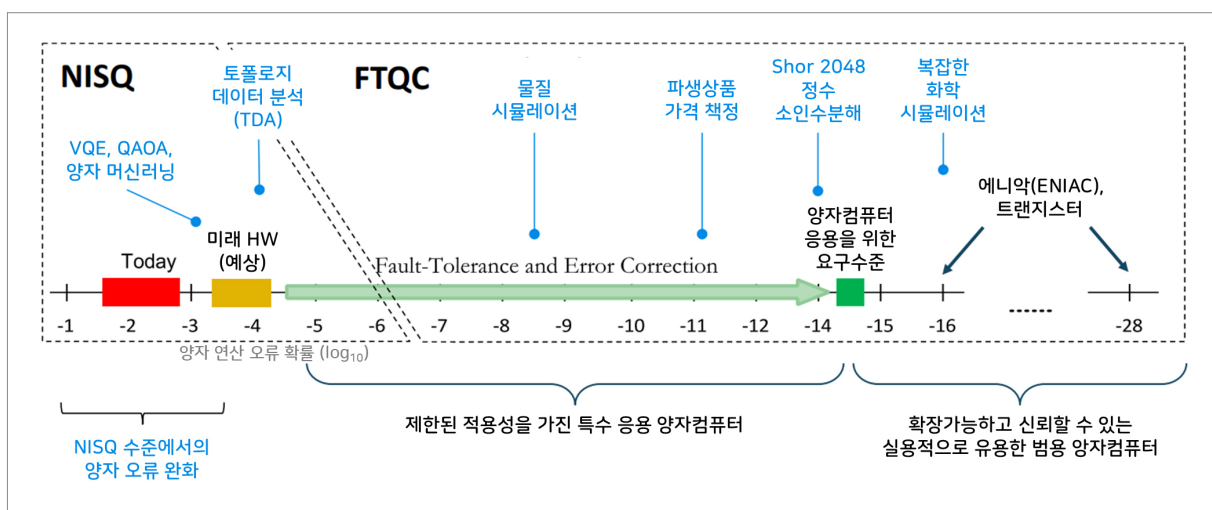 NISQ
FTQC
토폴로지
데이터 분석
(TDA)
VQE, QAOA,
양자 머신러닝
물질
시뮬레이션
파생상품
가격 책정
Shor 2048
정수
소인수분해
복잡한
화학
시뮬레이션
에니악(ENIAC),
트랜지스터
Today
미래 HW
(예상)
Fault-Tolerance and Error Correction
양자컴퓨터
응용을 위한
요구수준
-1 -2 -3 -4 -5 -6 -7 -8 -9 -10 -11 -12 -14 -15 -16 ...... -28
양자 연산 오류 확률 (log₁₀)
NISQ 수준에서의
양자 오류 완화
제한된 적용성을 가진 특수 응용 양자컴퓨터
확장가능하고 신뢰할 수 있는
실용적으로 유용한 범용 앙자컴퓨터